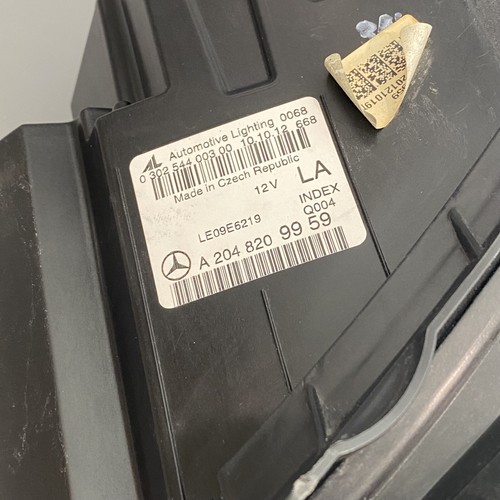 AL Automotive Lighting 0068
0 302 544 003 00 10.10.12 668
Made in Czech Republic
12V LA
INDEX
LE09E6219 Q004
A 204 820 99 59